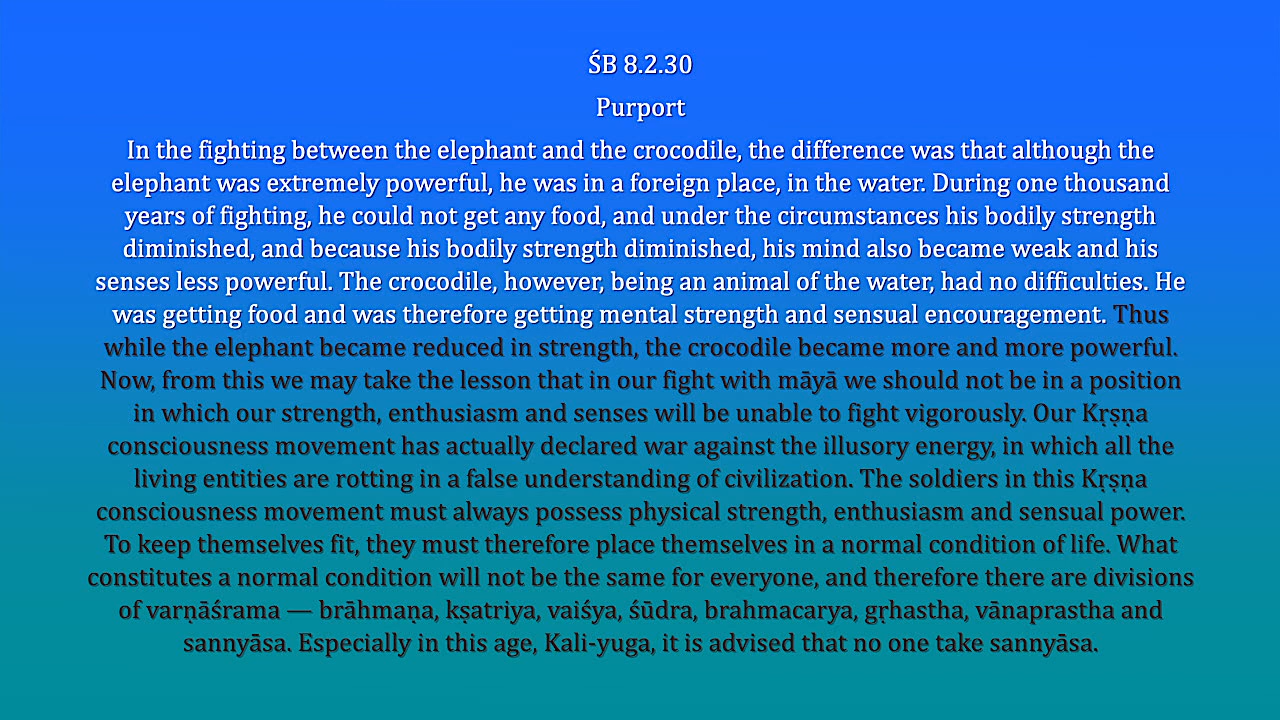 ŚB 8.2.30
Purport
In the fighting between the elephant and the crocodile, the difference was that although the
elephant was extremely powerful, he was in a foreign place, in the water. During one thousand
years of fighting, he could not get any food, and under the circumstances his bodily strength
diminished, and because his bodily strength diminished, his mind also became weak and his
senses less powerful. The crocodile, however, being an animal of the water, had no difficulties. He
was getting food and was therefore getting mental strength and sensual encouragement. Thus
while the elephant became reduced in strength, the crocodile became more and more powerful.
Now, from this we may take the lesson that in our fight with māyā we should not be in a position
in which our strength, enthusiasm and senses will be unable to fight vigorously. Our Kṛṣṇa
consciousness movement has actually declared war against the illusory energy, in which all the
living entities are rotting in a false understanding of civilization. The soldiers in this Kṛṣṇa
consciousness movement must always possess physical strength, enthusiasm and sensual power.
To keep themselves fit, they must therefore place themselves in a normal condition of life. What
constitutes a normal condition will not be the same for everyone, and therefore there are divisions
of varṇāśrama — brāhmaṇa, kṣatriya, vaiśya, śūdra, brahmacarya, gṛhastha, vānaprastha and
sannyāsa. Especially in this age, Kali-yuga, it is advised that no one take sannyāsa.